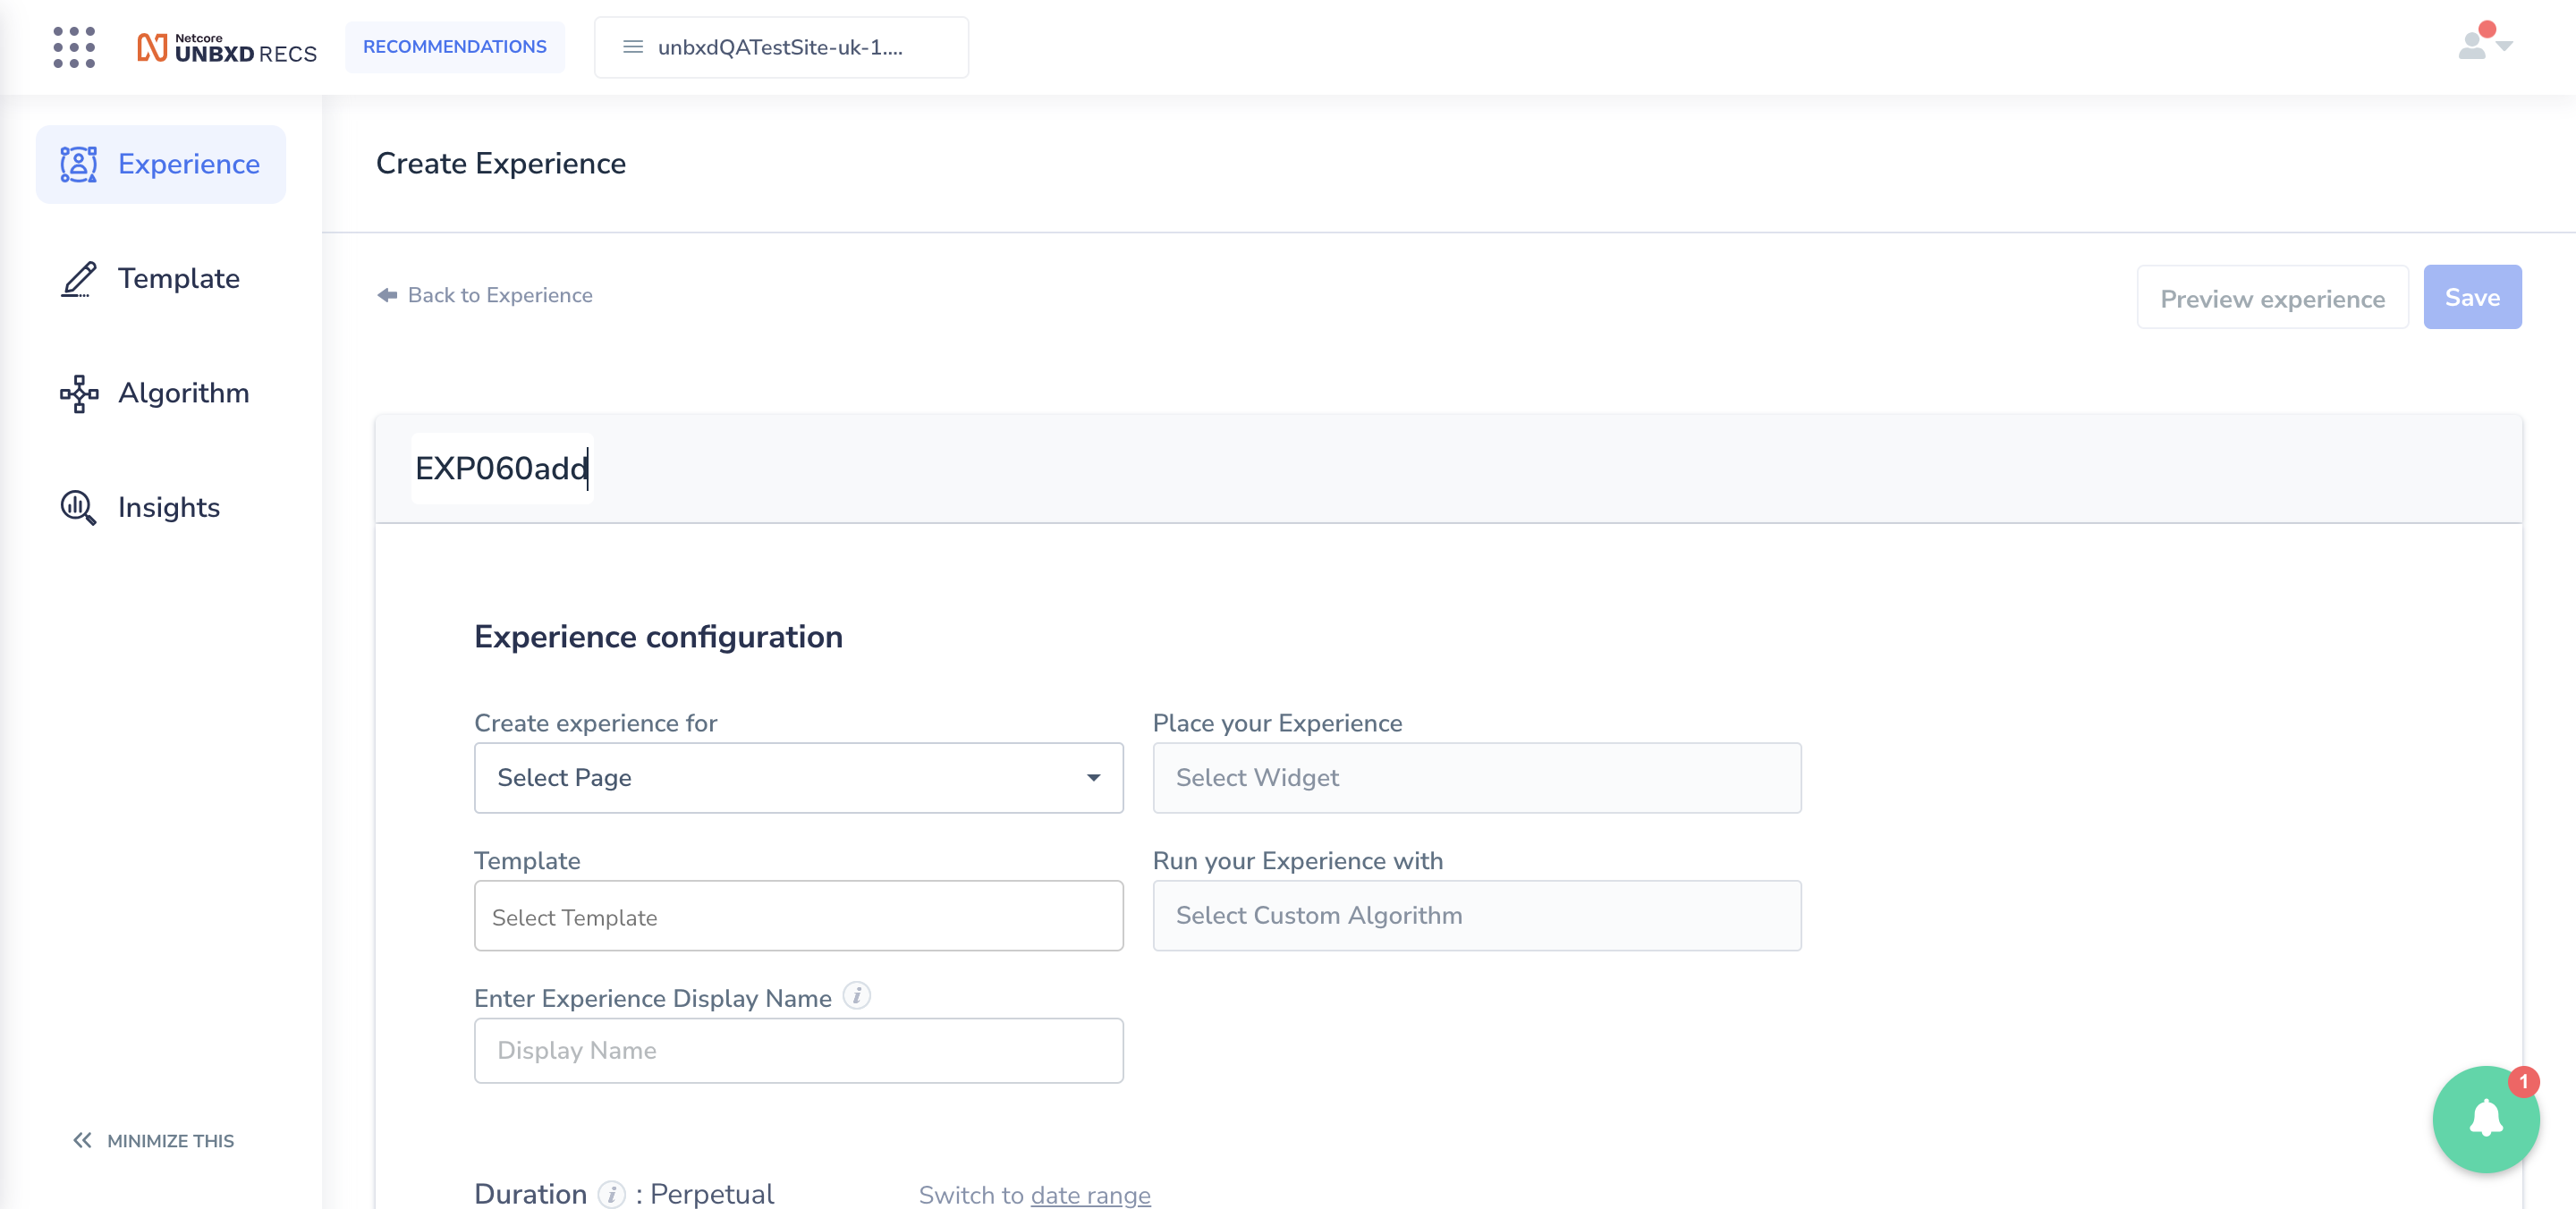 Netcore
UNBXD RECS
RECOMMENDATIONS
unbxdQATestSite-uk-1....
Experience
Template
Algorithm
Insights
MINIMIZE THIS
Create Experience
Back to Experience
Preview experience
Save
EXP060add
Experience configuration
Create experience for
Place your Experience
Select Page
Select Widget
Template
Run your Experience with
Select Template
Select Custom Algorithm
Enter Experience Display Name i
Display Name
1
Duration i : Perpetual
Switch to date range